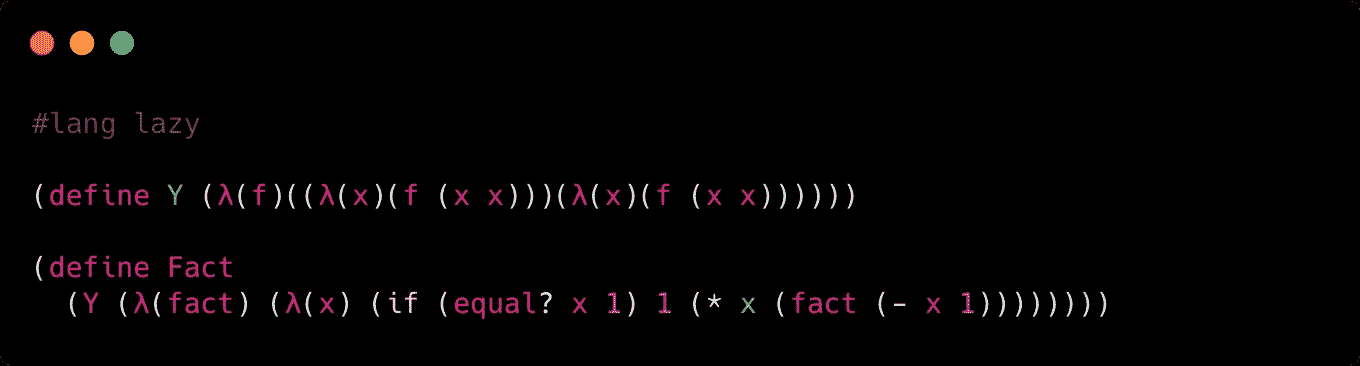 #lang lazy
(define Y (λ(f)((λ(x)(f (x x)))(λ(x)(f (x x))))))
(define Fact
  (Y (λ(fact) (λ(x) (if (equal? x 1) 1 (* x (fact (- x 1))))))))